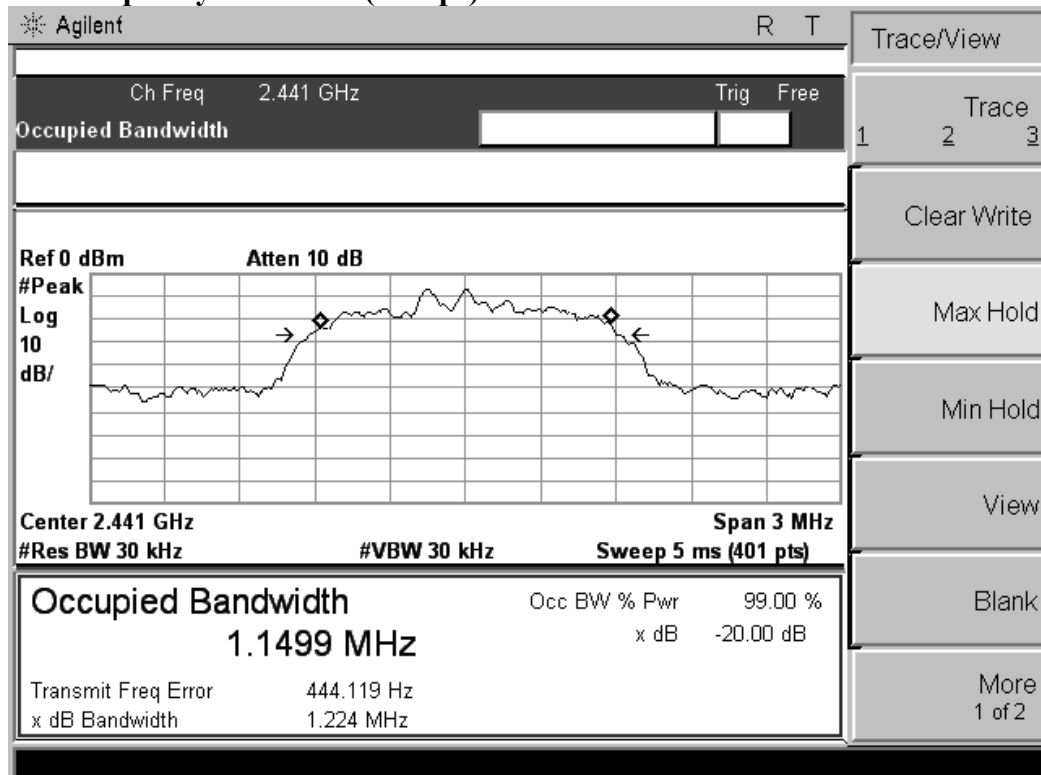 Agilent R T
Trace/View
Ch Freq 2.441 GHz Trig Free
Occupied Bandwidth
Trace
1 2 3
Clear Write
Ref 0 dBm Atten 10 dB
#Peak
Log
10
dB/
Max Hold
Min Hold
View
Center 2.441 GHz Span 3 MHz
#Res BW 30 kHz #VBW 30 kHz Sweep 5 ms (401 pts)
Occupied Bandwidth
1.1499 MHz
Occ BW % Pwr 99.00 %
x dB -20.00 dB
Transmit Freq Error 444.119 Hz
x dB Bandwidth 1.224 MHz
Blank
More
1 of 2